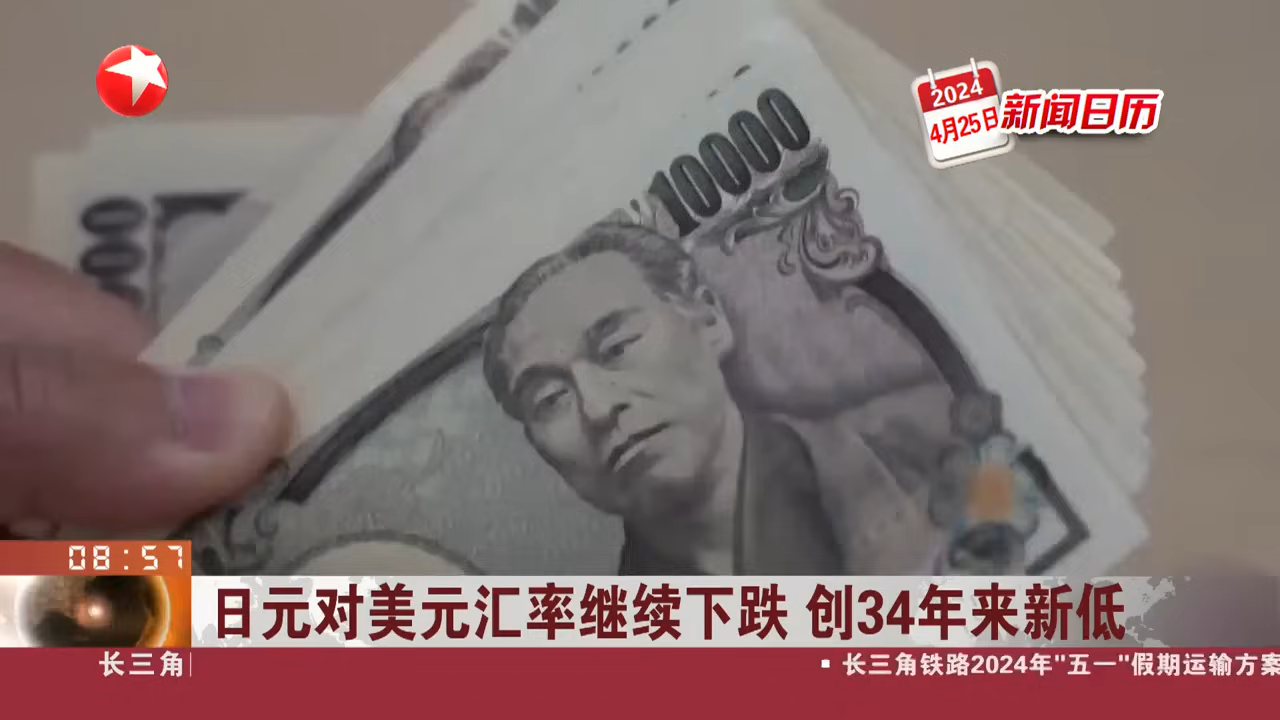 2024
4月25日
新闻日历
10000
08:57
日元对美元汇率继续下跌 创34年来新低
长三角
▪ 长三角铁路2024年"五一"假期运输方案